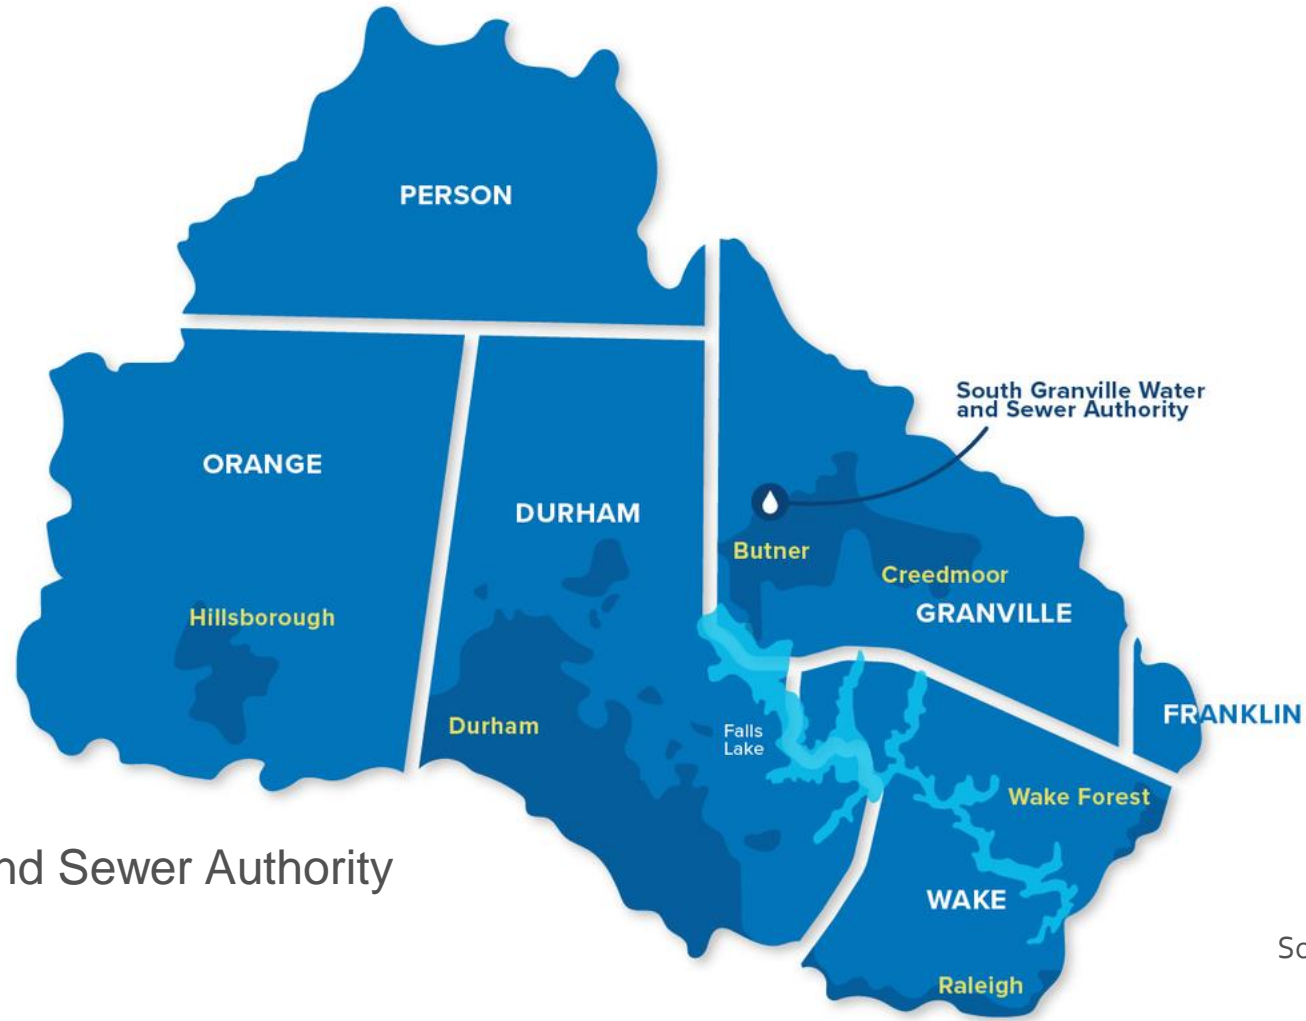 PERSON
South Granville Water
and Sewer Authority
ORANGE
DURHAM
Butner
Creedmoor
GRANVILLE
Hillsborough
FRANKLIN
Durham
Falls
Lake
Wake Forest
nd Sewer Authority
WAKE
So
Raleigh